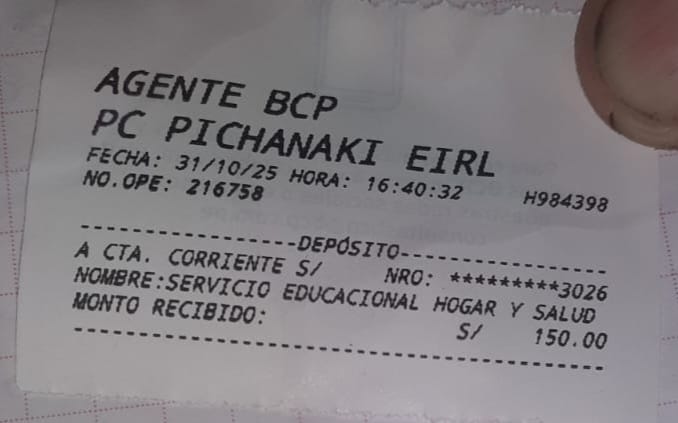 AGENTE BCP
PC PICHANAKI EIRL
FECHA: 31/10/25 HORA: 16:40:32 H984398
NO.OPE: 216758
-----------------DEPÓSITO-----------------
A CTA. CORRIENTE S/ NRO: *********3026
NOMBRE:SERVICIO EDUCACIONAL HOGAR Y SALUD
MONTO RECIBIDO: S/ 150.00
------------------------------------------